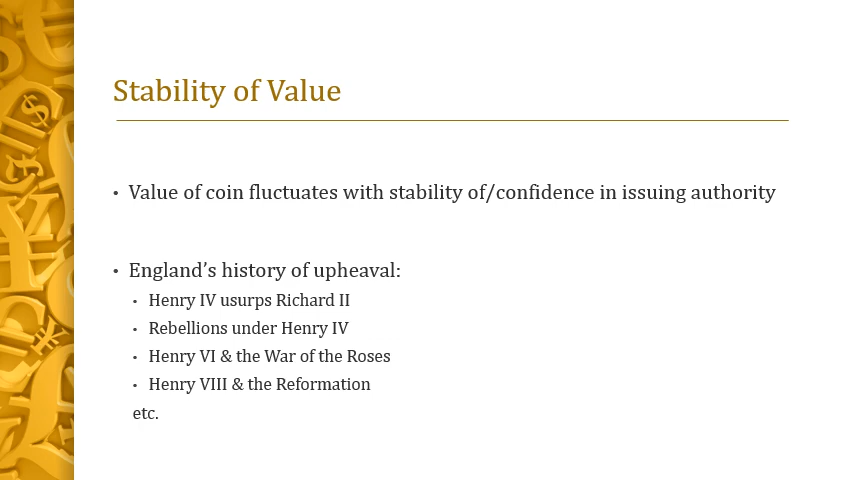 Stability of Value
• Value of coin fluctuates with stability of/confidence in issuing authority
• England’s history of upheaval:
• Henry IV usurps Richard II
• Rebellions under Henry IV
• Henry VI & the War of the Roses
• Henry VIII & the Reformation
etc.